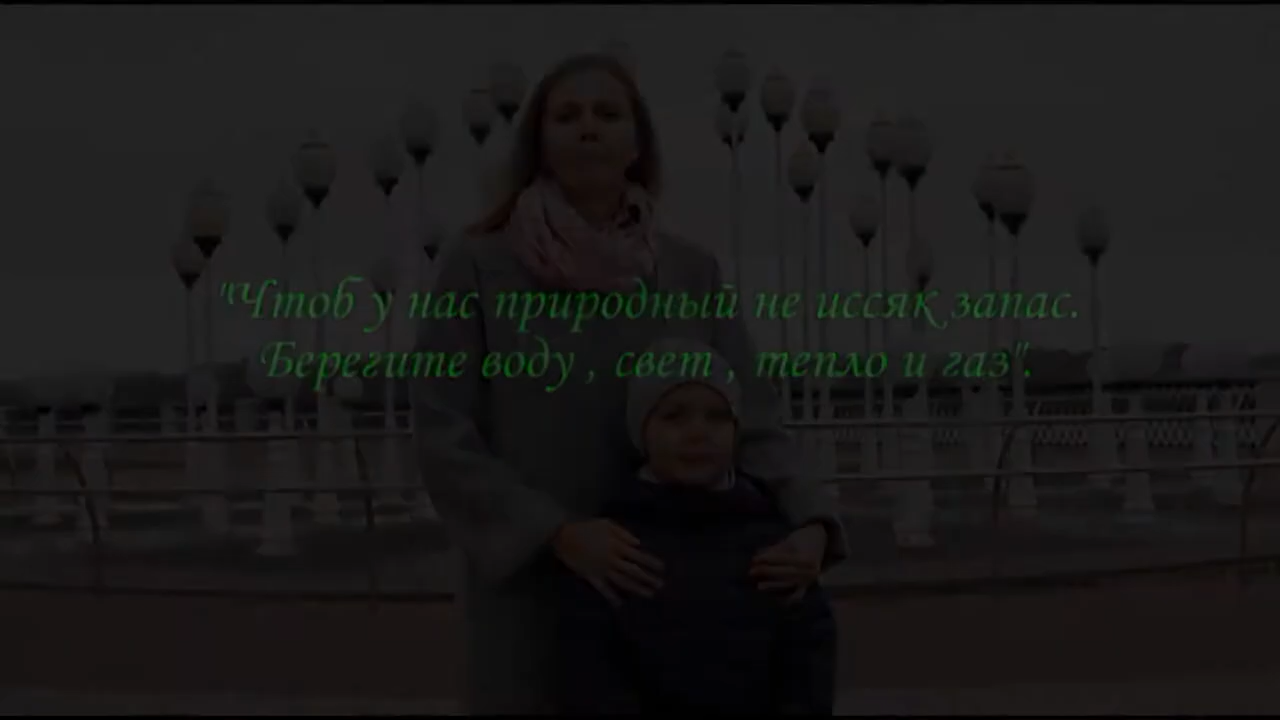 "Чтоб у нас природный не иссяк запас.
Берегите воду , свет , тепло и газ".